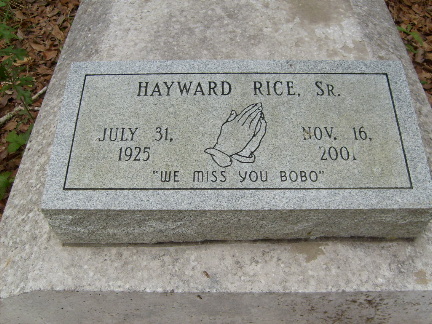 HAYWARD RICE, SR.
JULY 31, NOV. 16,
1925 2001
"WE MISS YOU BOBO"